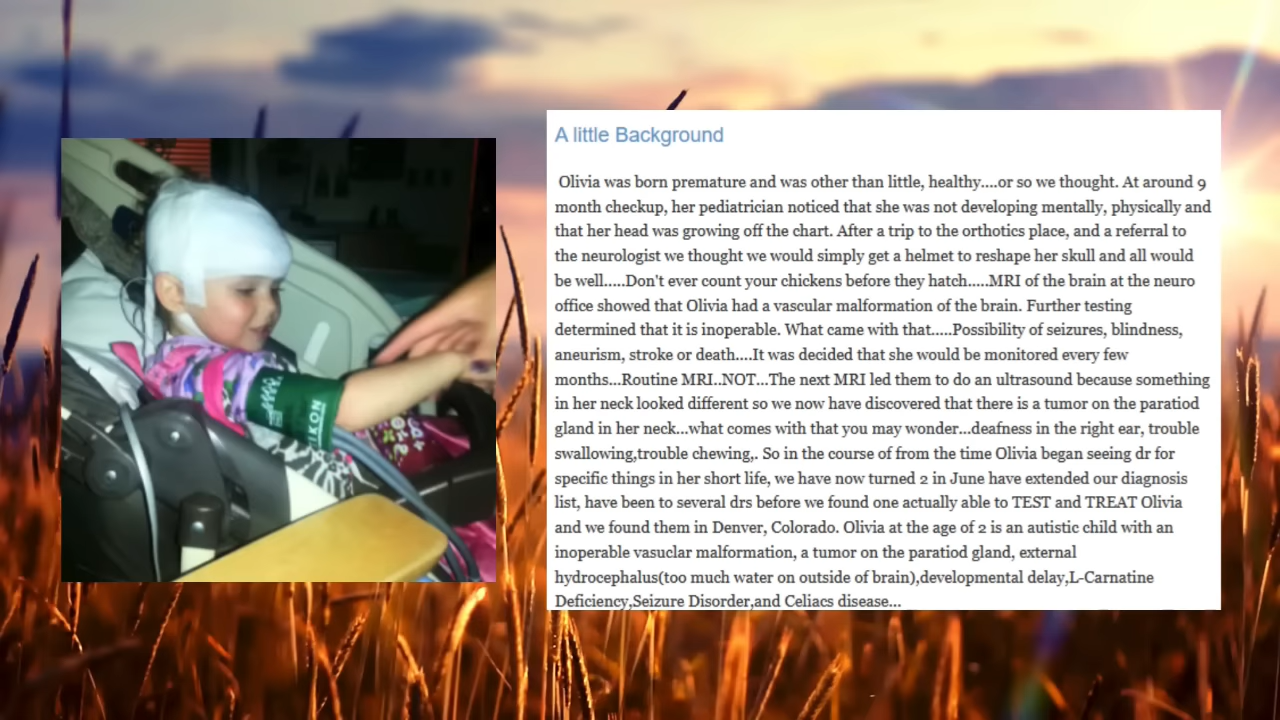 A little Background
Olivia was born premature and was other than little, healthy....or so we thought. At around 9
month checkup, her pediatrician noticed that she was not developing mentally, physically and
that her head was growing off the chart. After a trip to the orthotics place, and a referral to
the neurologist we thought we would simply get a helmet to reshape her skull and all would
be well.....Don't ever count your chickens before they hatch.....MRI of the brain at the neuro
office showed that Olivia had a vascular malformation of the brain. Further testing
determined that it is inoperable. What came with that.....Possibility of seizures, blindness,
aneurism, stroke or death....It was decided that she would be monitored every few
months...Routine MRI..NOT...The next MRI led them to do an ultrasound because something
in her neck looked different so we now have discovered that there is a tumor on the paratiod
gland in her neck...what comes with that you may wonder...deafness in the right ear, trouble
swallowing,trouble chewing,. So in the course of from the time Olivia began seeing dr for
specific things in her short life, we have now turned 2 in June have extended our diagnosis
list, have been to several drs before we found one actually able to TEST and TREAT Olivia
and we found them in Denver, Colorado. Olivia at the age of 2 is an autistic child with an
inoperable vasuclar malformation, a tumor on the paratiod gland, external
hydrocephalus(too much water on outside of brain),developmental delay,L-Carnatine
Deficiency,Seizure Disorder,and Celiacs disease...